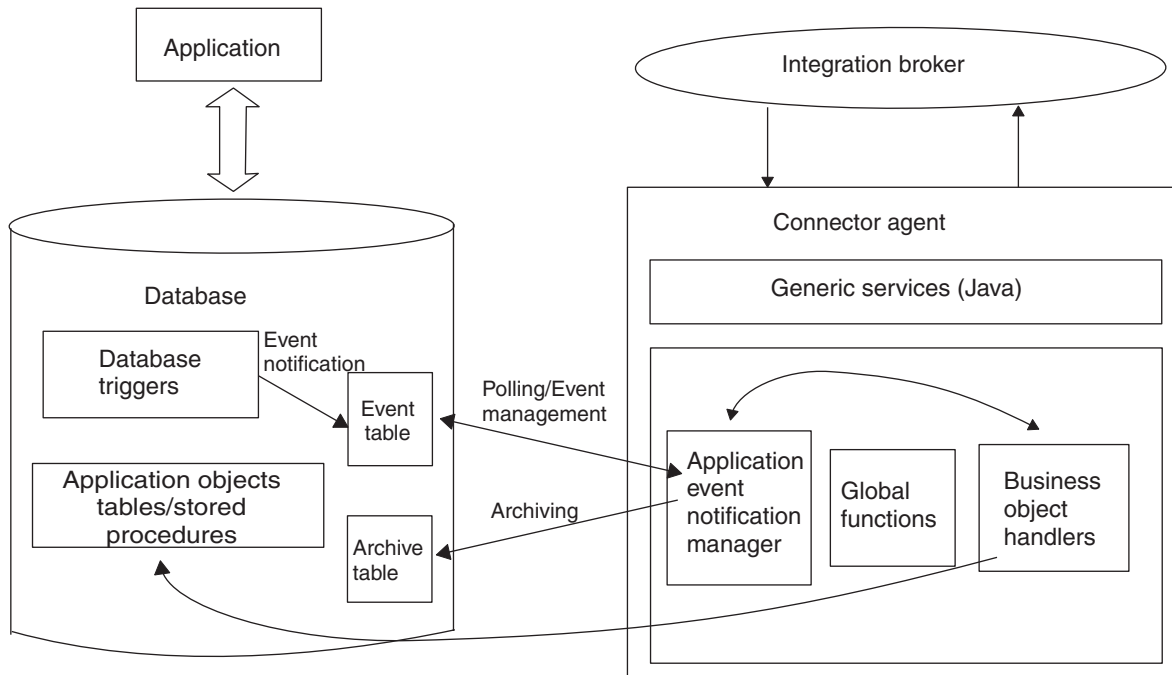 Application
Integration broker
Connector agent
Generic services (Java)
Database
Database
triggers
Event
notification
Event
table
Polling/Event
management
Application objects
tables/stored
procedures
Archiving
Archive
table
Application
event
notification
manager
Global
functions
Business
object
handlers